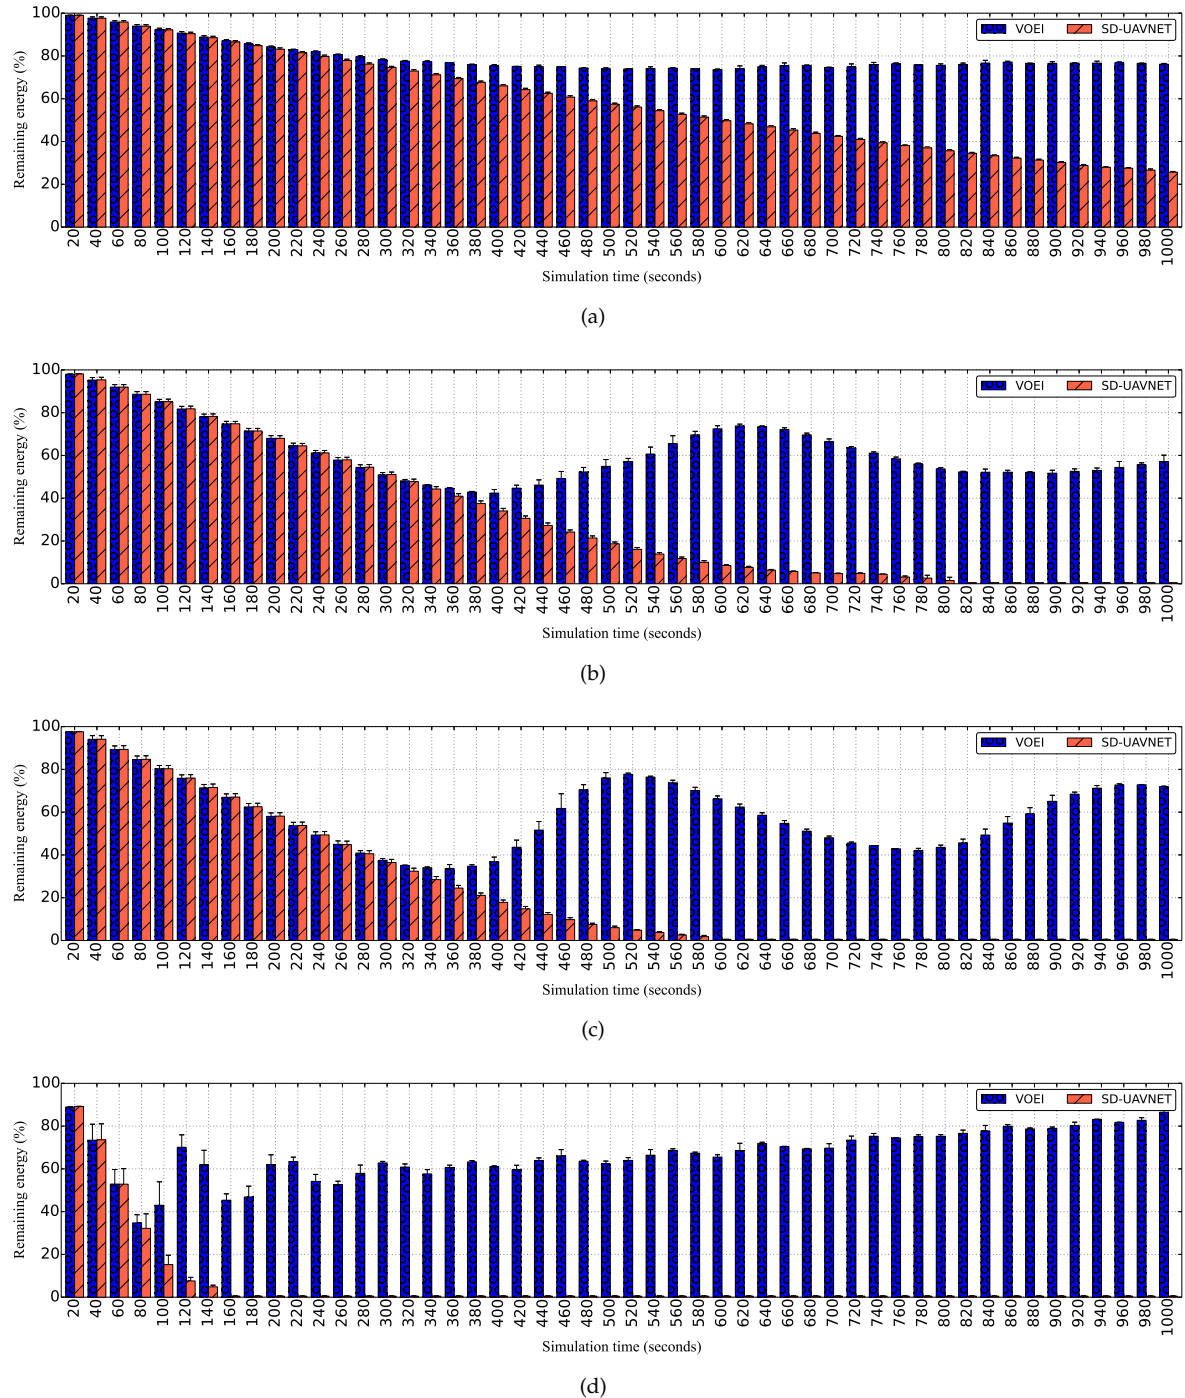 Remaining energy (%)
100
80
60
40
20
0
VOEI SD-UAVNET
20 40 60 80 100 120 140 160 180 200 220 240 260 280 300 320 340 360 380 400 420 440 460 480 500 520 540 560 580 600 620 640 660 680 700 720 740 760 780 800 820 840 860 880 900 920 940 960 980 1000
Simulation time (seconds)
(a)
Remaining energy (%)
100
80
60
40
20
0
VOEI SD-UAVNET
20 40 60 80 100 120 140 160 180 200 220 240 260 280 300 320 340 360 380 400 420 440 460 480 500 520 540 560 580 600 620 640 660 680 700 720 740 760 780 800 820 840 860 880 900 920 940 960 980 1000
Simulation time (seconds)
(b)
Remaining energy (%)
100
80
60
40
20
0
VOEI SD-UAVNET
20 40 60 80 100 120 140 160 180 200 220 240 260 280 300 320 340 360 380 400 420 440 460 480 500 520 540 560 580 600 620 640 660 680 700 720 740 760 780 800 820 840 860 880 900 920 940 960 980 1000
Simulation time (seconds)
(c)
Remaining energy (%)
100
80
60
40
20
0
VOEI SD-UAVNET
20 40 60 80 100 120 140 160 180 200 220 240 260 280 300 320 340 360 380 400 420 440 460 480 500 520 540 560 580 600 620 640 660 680 700 720 740 760 780 800 820 840 860 880 900 920 940 960 980 1000
Simulation time (seconds)
(d)